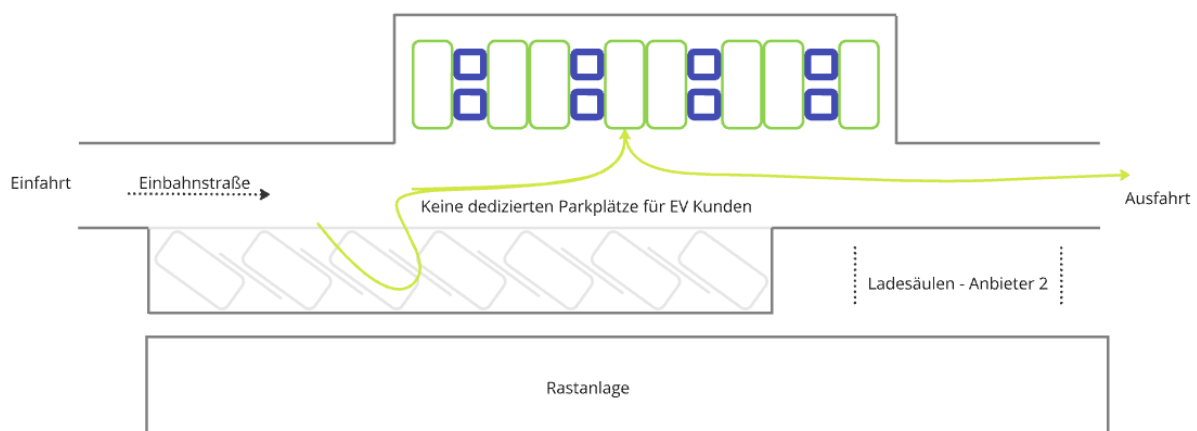 Einfahrt
Einbahnstraße
Keine dedizierten Parkplätze für EV Kunden
Ausfahrt
Ladesäulen - Anbieter 2
Rastanlage